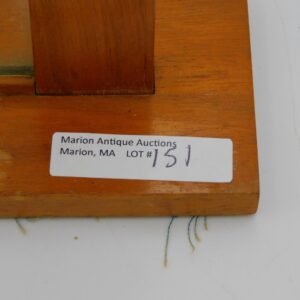 Marion Antique Auctions
Marion, MA LOT # 151